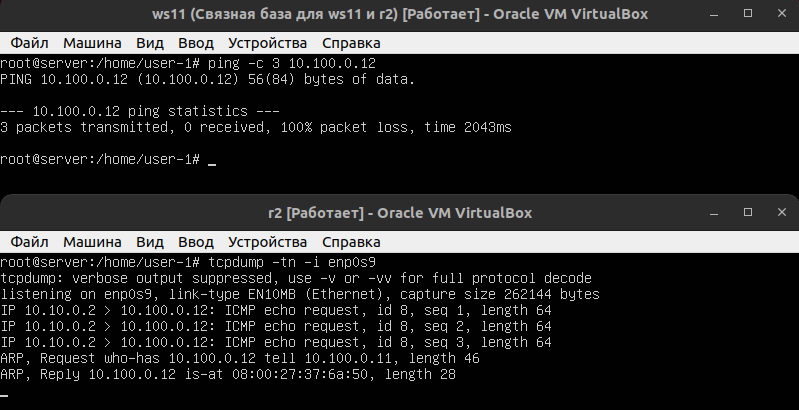 ws11 (Связная база для ws11 и r2) [Работает] - Oracle VM VirtualBox
Файл Машина Вид Ввод Устройства Справка
root@server:/home/user-1# ping -c 3 10.100.0.12
PING 10.100.0.12 (10.100.0.12) 56(84) bytes of data.
--- 10.100.0.12 ping statistics ---
3 packets transmitted, 0 received, 100% packet loss, time 2043ms
root@server:/home/user-1# _
r2 [Работает] - Oracle VM VirtualBox
Файл Машина Вид Ввод Устройства Справка
root@server:/home/user-1# tcpdump -tn -i enp0s9
tcpdump: verbose output suppressed, use -v or -vv for full protocol decode
listening on enp0s9, link-type EN10MB (Ethernet), capture size 262144 bytes
IP 10.10.0.2 > 10.100.0.12: ICMP echo request, id 8, seq 1, length 64
IP 10.10.0.2 > 10.100.0.12: ICMP echo request, id 8, seq 2, length 64
IP 10.10.0.2 > 10.100.0.12: ICMP echo request, id 8, seq 3, length 64
ARP, Request who-has 10.100.0.12 tell 10.100.0.11, length 46
ARP, Reply 10.100.0.12 is-at 08:00:27:37:6a:50, length 28
_